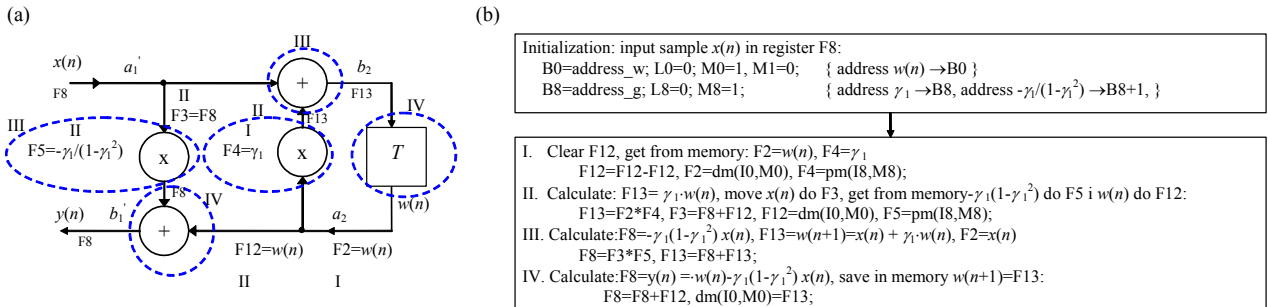 (a)
(b)
III
x(n)
a₁'
b₂
F8
II
F13
IV
F3=F8
II
F13
III
II
I
F5=-γ₁/(1-γ₁²)
x
F4=γ₁
x
T
F8
IV
w(n)
y(n)
b₁'
a₂
F8
+
+
F12=w(n)
F2=w(n)
II
I
Initialization: input sample x(n) in register F8:
B0=address_w; L0=0; M0=1, M1=0; { address w(n) →B0 }
B8=address_g; L8=0; M8=1; { address γ₁ →B8, address -γ₁/(1-γ₁²) →B8+1, }
I. Clear F12, get from memory: F2=w(n), F4=γ₁
F12=F12-F12, F2=dm(I0,M0), F4=pm(I8,M8);
II. Calculate: F13= γ₁·w(n), move x(n) do F3, get from memory-γ₁(1-γ₁²) do F5 i w(n) do F12:
F13=F2*F4, F3=F8+F12, F12=dm(I0,M0), F5=pm(I8,M8);
III. Calculate:F8=-γ₁(1-γ₁²) x(n), F13=w(n+1)=x(n) + γ₁·w(n), F2=x(n)
F8=F3*F5, F13=F8+F13;
IV. Calculate:F8=y(n) =·w(n)-γ₁(1-γ₁²) x(n), save in memory w(n+1)=F13:
F8=F8+F12, dm(I0,M0)=F13;